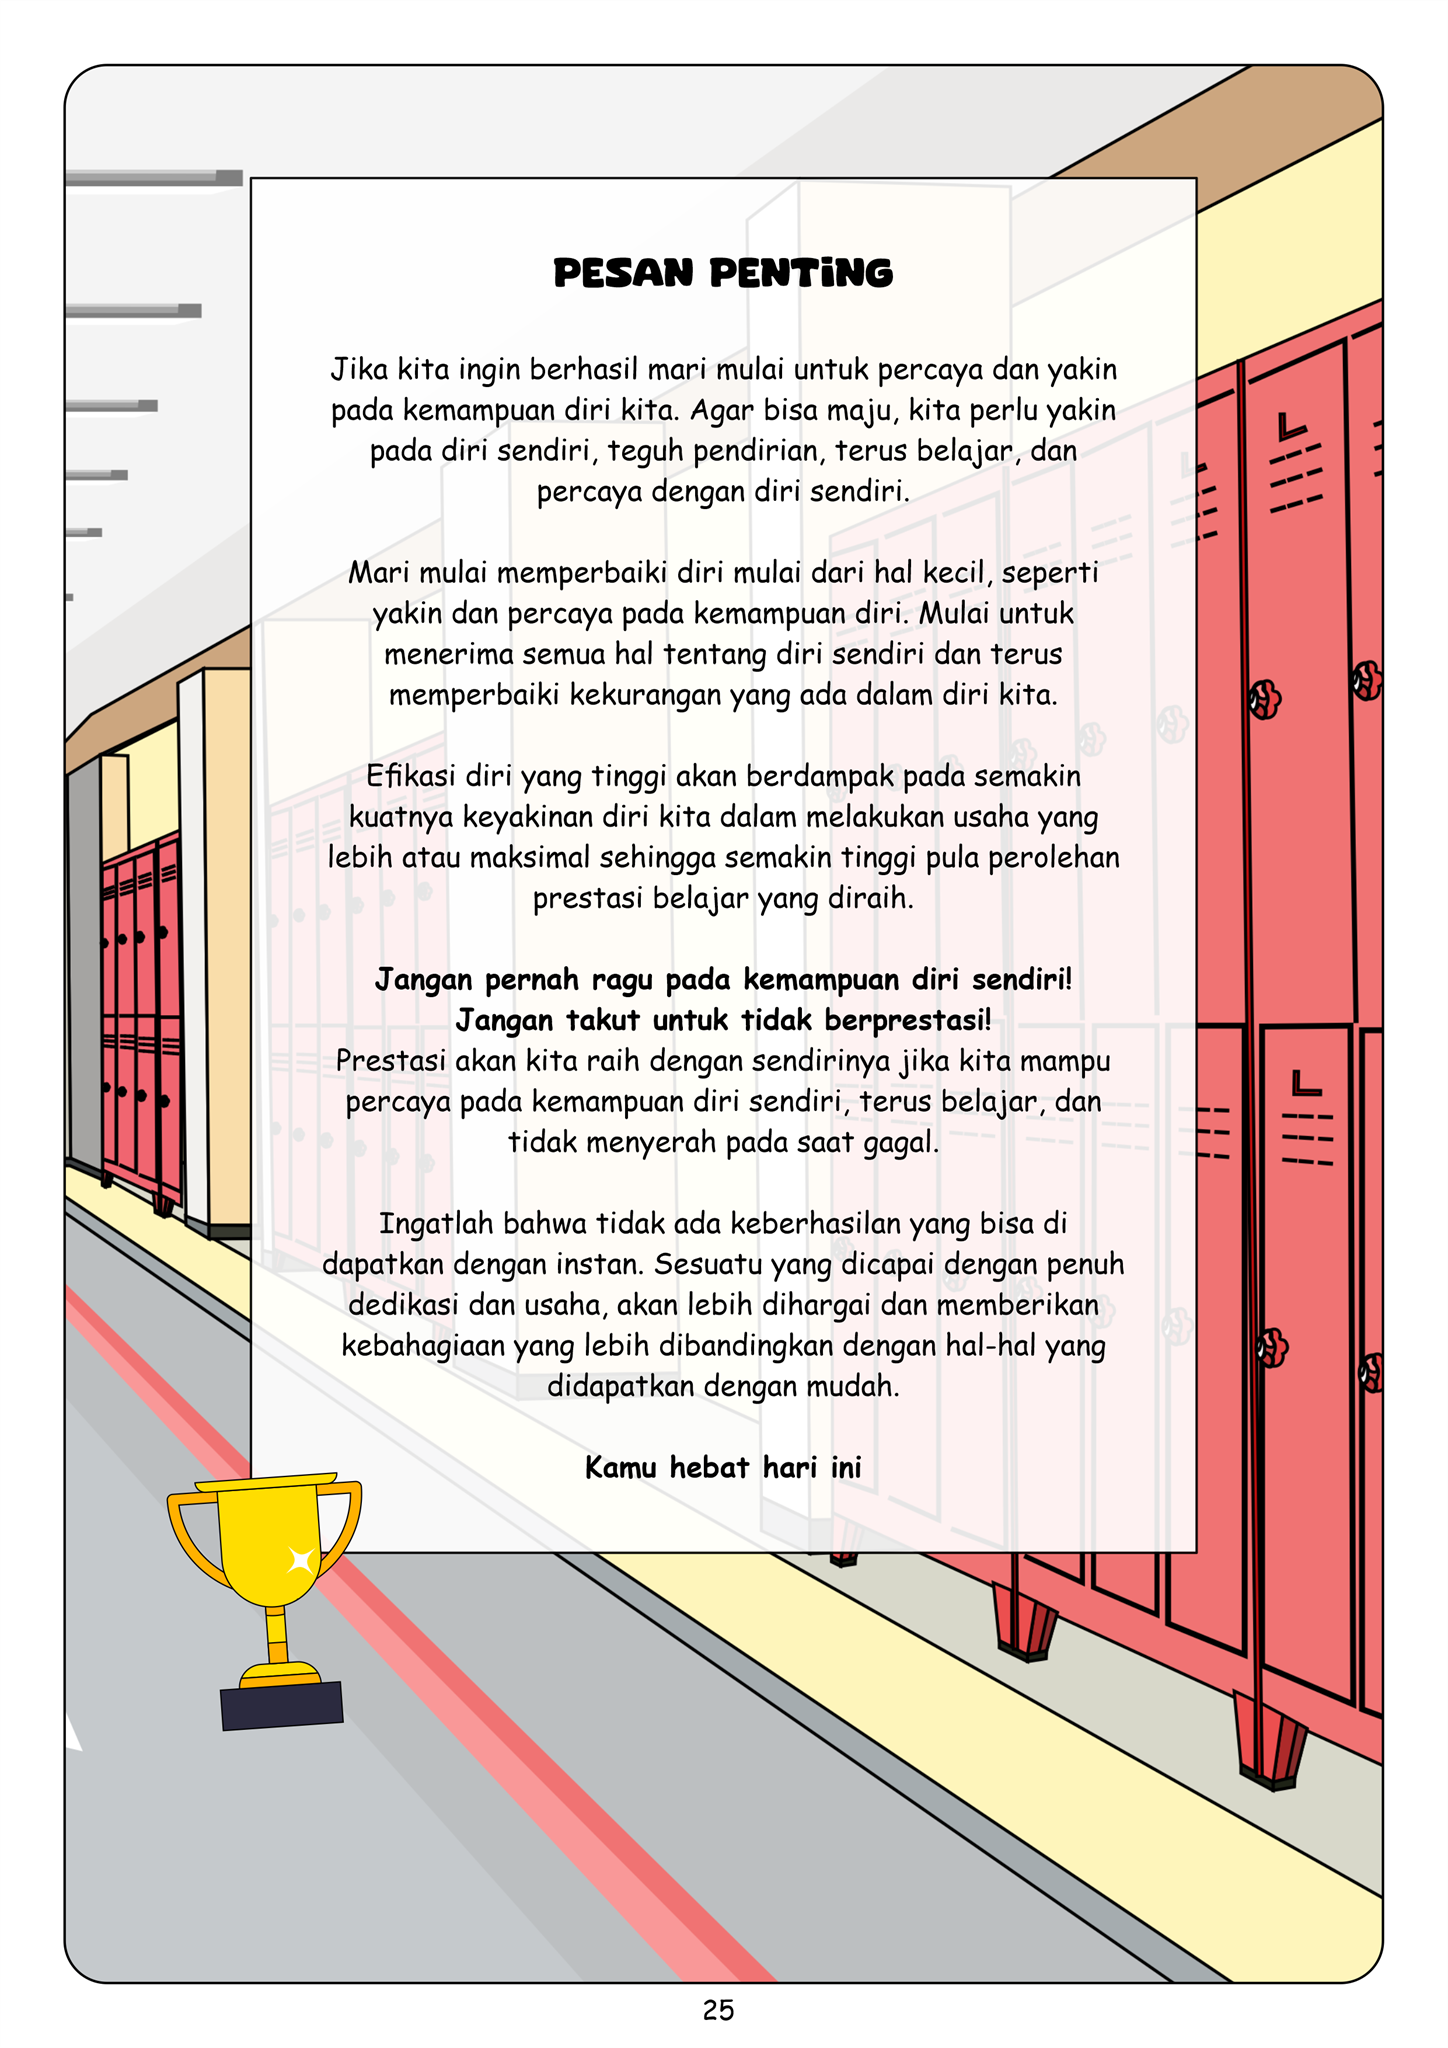 PESAN PENTING
Jika kita ingin berhasil mari mulai untuk percaya dan yakin
pada kemampuan diri kita. Agar bisa maju, kita perlu yakin
pada diri sendiri, teguh pendirian, terus belajar, dan
percaya dengan diri sendiri.
Mari mulai memperbaiki diri mulai dari hal kecil, seperti
yakin dan percaya pada kemampuan diri. Mulai untuk
menerima semua hal tentang diri sendiri dan terus
memperbaiki kekurangan yang ada dalam diri kita.
Efikasi diri yang tinggi akan berdampak pada semakin
kuatnya keyakinan diri kita dalam melakukan usaha yang
lebih atau maksimal sehingga semakin tinggi pula perolehan
prestasi belajar yang diraih.
Jangan pernah ragu pada kemampuan diri sendiri!
Jangan takut untuk tidak berprestasi!
Prestasi akan kita raih dengan sendirinya jika kita mampu
percaya pada kemampuan diri sendiri, terus belajar, dan
tidak menyerah pada saat gagal.
Ingatlah bahwa tidak ada keberhasilan yang bisa di
dapatkan dengan instan. Sesuatu yang dicapai dengan penuh
dedikasi dan usaha, akan lebih dihargai dan memberikan
kebahagiaan yang lebih dibandingkan dengan hal-hal yang
didapatkan dengan mudah.
Kamu hebat hari ini
25